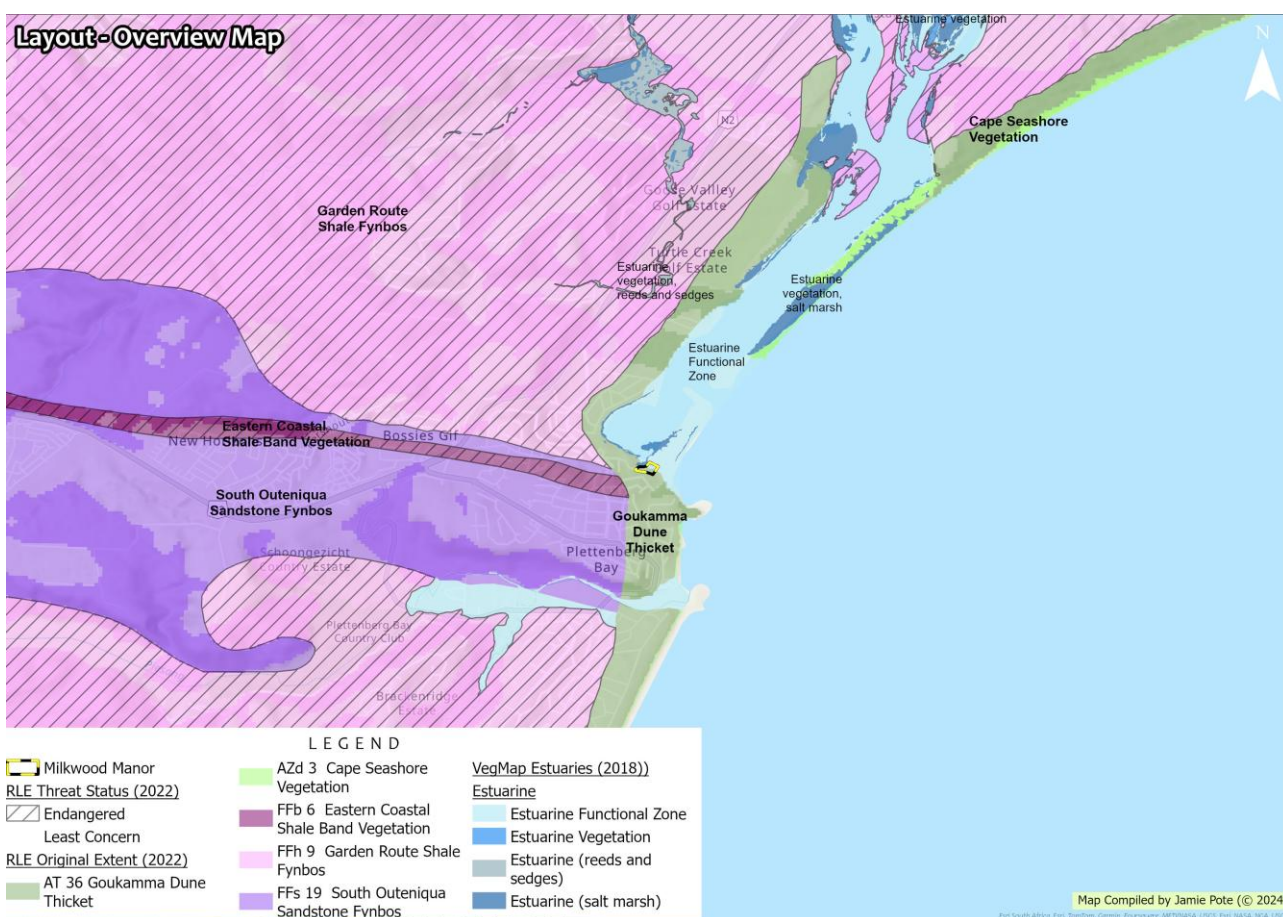 Layout - Overview Map
Estuarine vegetation
N
Cape Seashore
Vegetation
N2
Goose Vallley
Golf Estate
Garden Route
Shale Fynbos
Turtle Creek
Golf Estate
Estuarine
vegetation,
reeds and sedges
Estuarine
vegetation,
salt marsh
Estuarine
Functional
Zone
Eastern Coastal
Shale Band Vegetation
New Ho
Bossies Gif
South Outeniqua
Sandstone Fynbos
Goukamma
Dune
Thicket
Plettenberg
Bay
Schoongezicht
Country Estate
Plettenberg Bay
Country Club
Brackenridge
Estate
LEGEND
Milkwood Manor
RLE Threat Status (2022)
Endangered
Least Concern
RLE Original Extent (2022)
AT 36 Goukamma Dune
Thicket
AZd 3 Cape Seashore
Vegetation
FFb 6 Eastern Coastal
Shale Band Vegetation
FFh 9 Garden Route Shale
Fynbos
FFs 19 South Outeniqua
Sandstone Fynbos
VegMap Estuaries (2018))
Estuarine
Estuarine Functional Zone
Estuarine Vegetation
Estuarine (reeds and
sedges)
Estuarine (salt marsh)
Map Compiled by Jamie Pote (© 2024